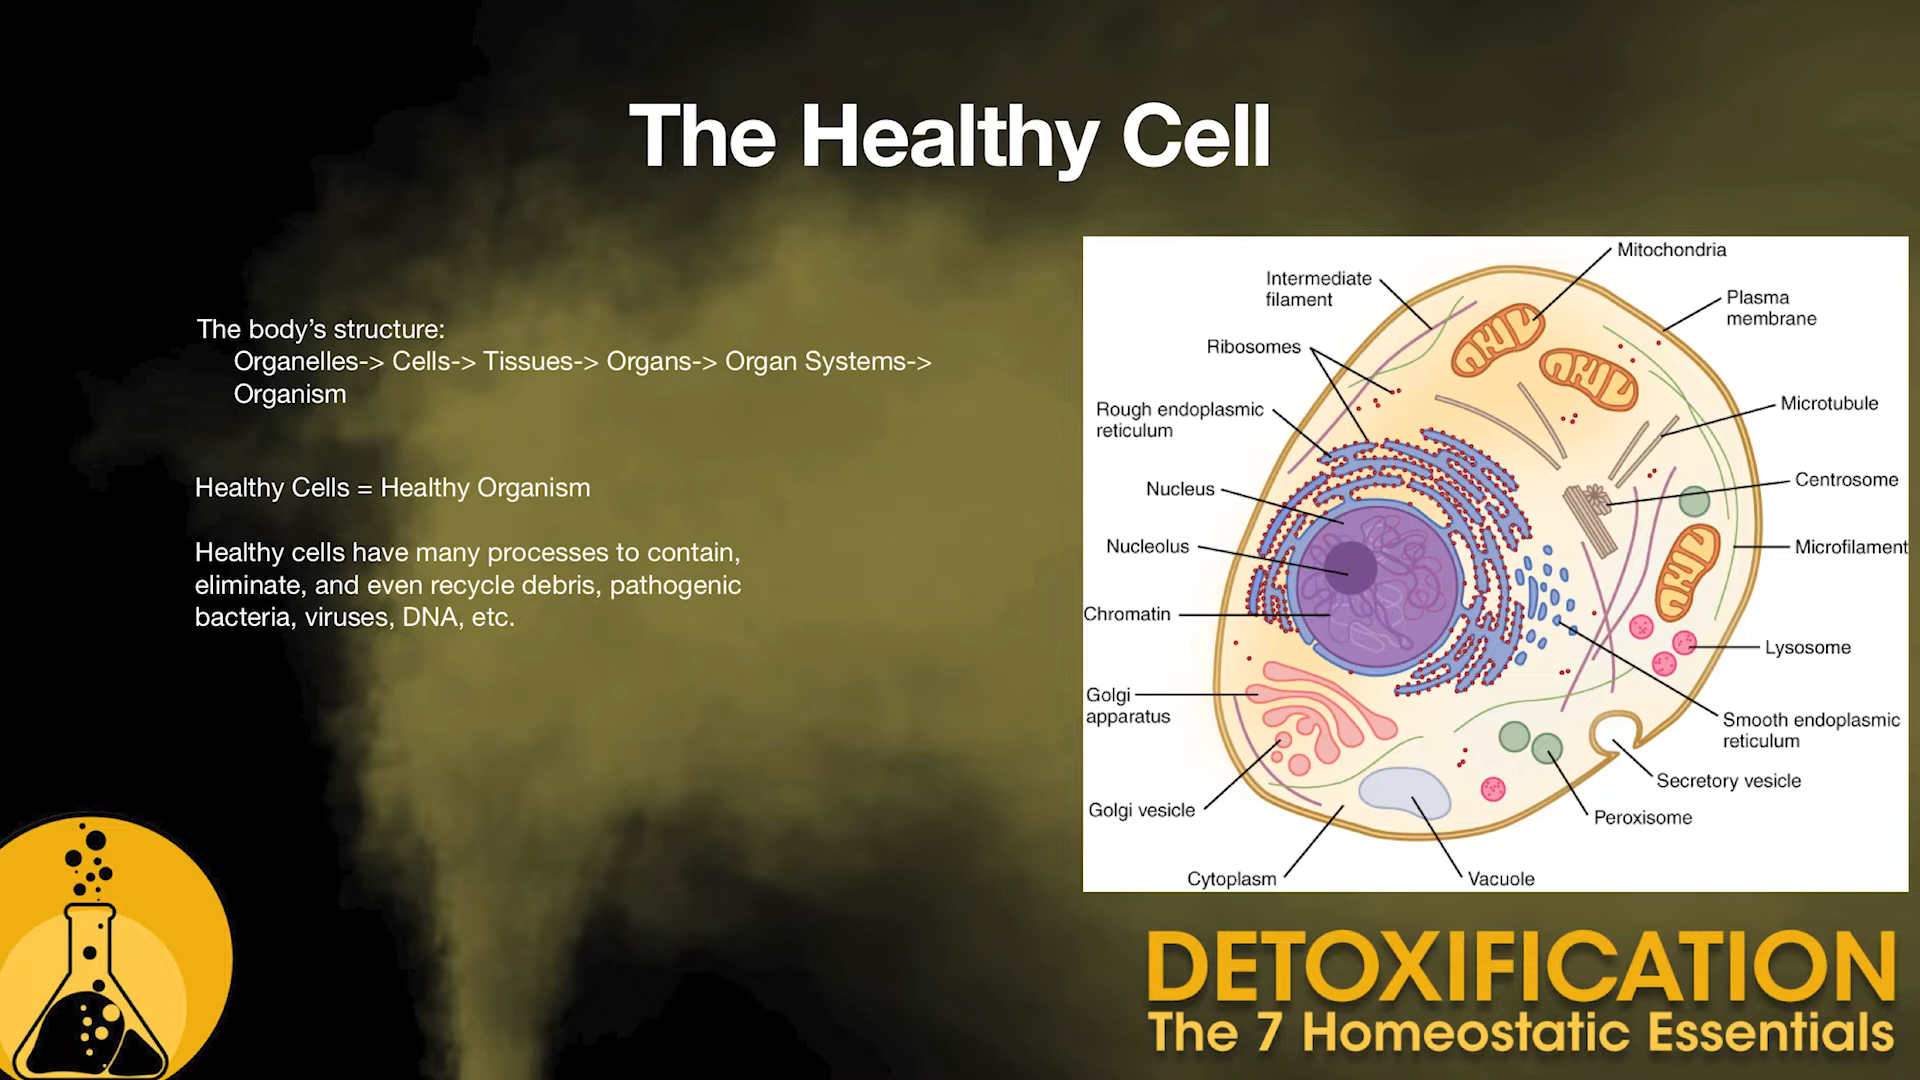 The Healthy Cell
The body’s structure:
Organelles-> Cells-> Tissues-> Organs-> Organ Systems->
Organism
Healthy Cells = Healthy Organism
Healthy cells have many processes to contain,
eliminate, and even recycle debris, pathogenic
bacteria, viruses, DNA, etc.
Mitochondria
Intermediate
filament
Plasma
membrane
Ribosomes
Rough endoplasmic
reticulum
Microtubule
Nucleus
Centrosome
Nucleolus
Microfilament
Chromatin
Lysosome
Golgi
apparatus
Smooth endoplasmic
reticulum
Secretory vesicle
Golgi vesicle
Peroxisome
Cytoplasm
Vacuole
DETOXIFICATION
The 7 Homeostatic Essentials